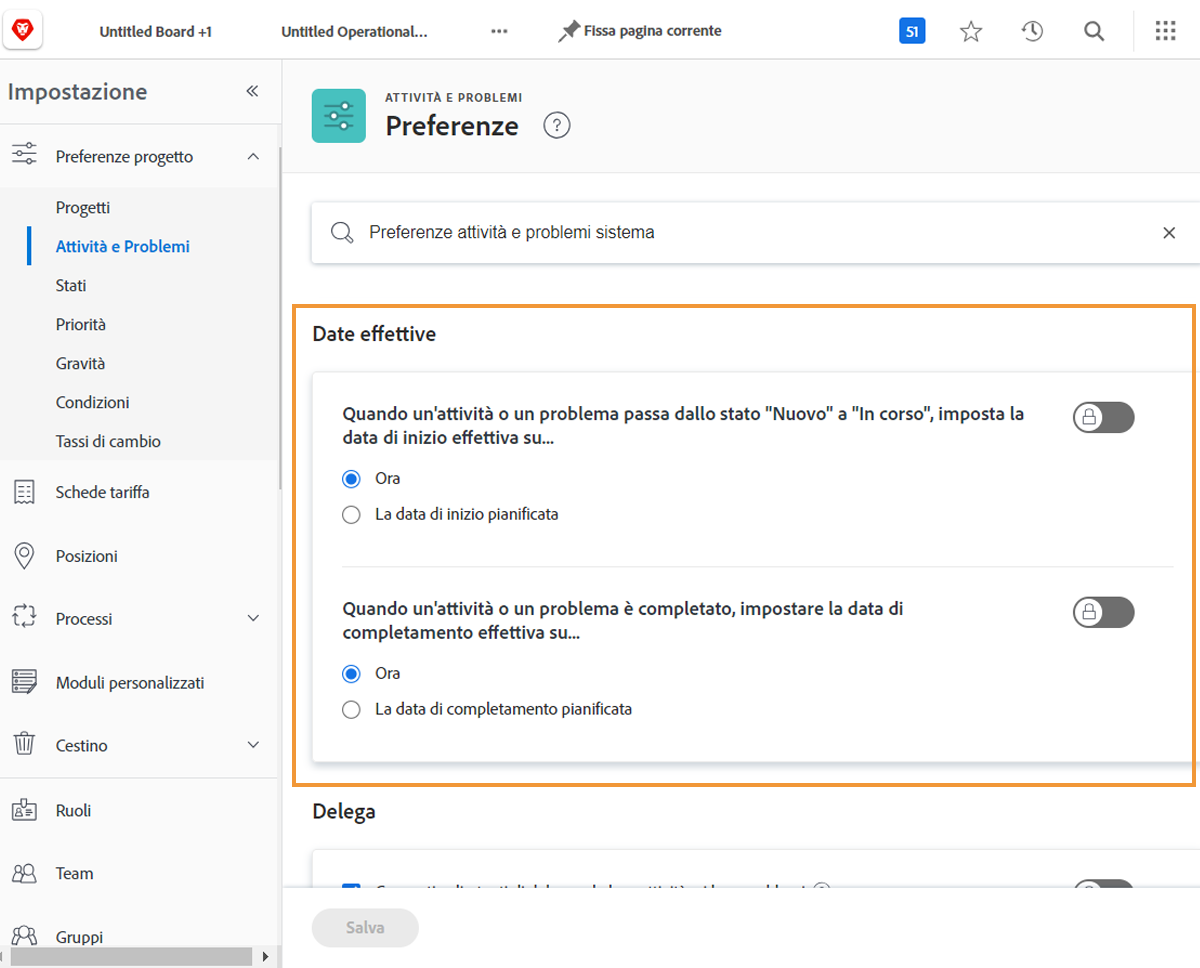 Untitled Board +1
Untitled Operational...
Fissa pagina corrente
S1
Impostazione
ATTIVITÀ E PROBLEMI
Preferenze
?
Preferenze progetto
Progetti
Attività e Problemi
Stati
Priorità
Gravità
Condizioni
Tassi di cambio
Schede tariffa
Posizioni
Processi
Moduli personalizzati
Cestino
Ruoli
Team
Gruppi
Preferenze attività e problemi sistema
Date effettive
Quando un'attività o un problema passa dallo stato "Nuovo" a "In corso", imposta la
data di inizio effettiva su...
Ora
La data di inizio pianificata
Quando un'attività o un problema è completato, impostare la data di
completamento effettiva su...
Ora
La data di completamento pianificata
Delega
Salva